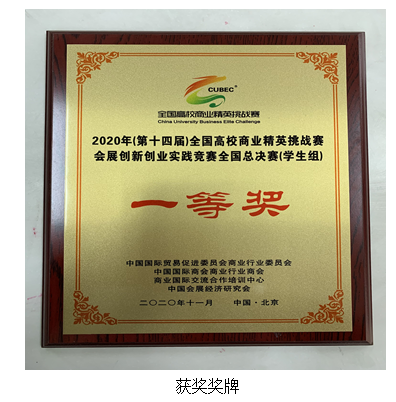 CUBEC
全国高校商业精英挑战赛
China University Business Elite Challenge
2020年(第十四届)全国高校商业精英挑战赛
会展创新创业实践竞赛全国总决赛(学生组)
一等奖
中国国际贸易促进委员会商业行业委员会
中国国际商会商业行业商会
商业国际交流合作培训中心
中国会展经济研究会
二〇二〇年十一月 中国·北京
获奖奖牌